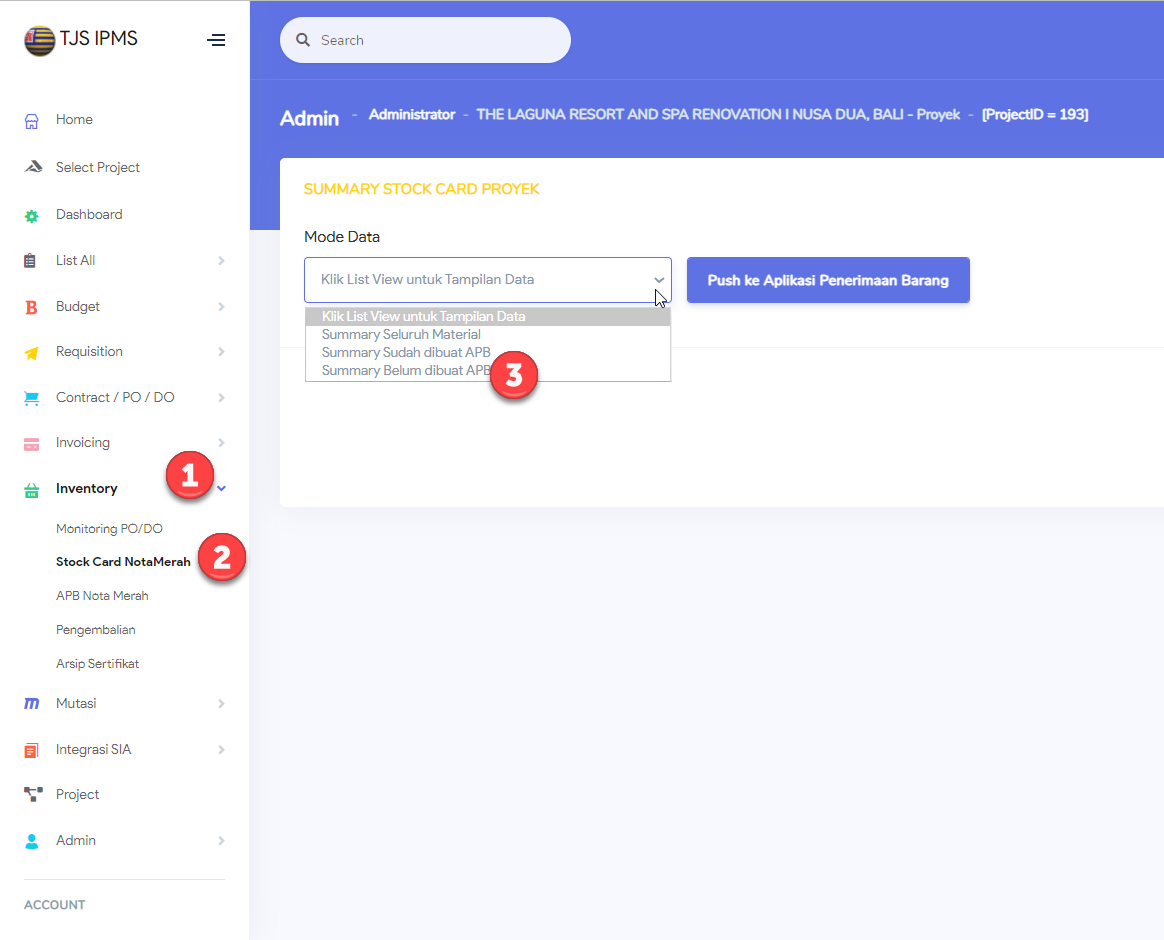 TJS IPMS
Search
Home
Select Project
Dashboard
List All
Budget
Requisition
Contract / PO / DO
Invoicing
Inventory
1
Monitoring PO/DO
Stock Card NotaMerah
2
APB Nota Merah
Pengembalian
Arsip Sertifikat
Mutasi
Integrasi SIA
Project
Admin
ACCOUNT
Admin - Administrator - THE LAGUNA RESORT AND SPA RENOVATION I NUSA DUA, BALI - Proyek - [ProjectID = 193]
SUMMARY STOCK CARD PROYEK
Mode Data
Klik List View untuk Tampilan Data
Push ke Aplikasi Penerimaan Barang
Klik List View untuk Tampilan Data
Summary Seluruh Material
Summary Sudah dibuat APB
Summary Belum dibuat APB
3